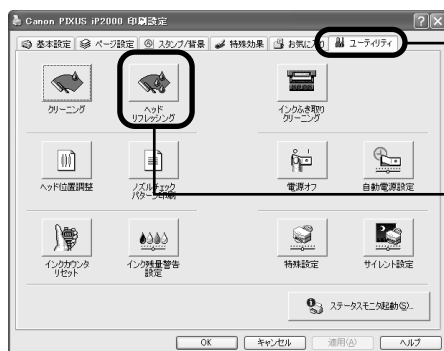 Canon PIXUS iP2000 印刷設定
基本設定 ページ設定 スタンプ/背景 特殊効果 お気に入り ユーティリティ
クリーニング
ヘッド
リフレッシング
インクふき取り
クリーニング
ヘッド位置調整
ノズルチェック
パターン印刷
電源オフ
自動電源設定
インクカウンタ
リセット
インク残量警告
設定
特殊設定
サイレント設定
ステータスモニタ起動(S)...
OK キャンセル 適用(A) ヘルプ